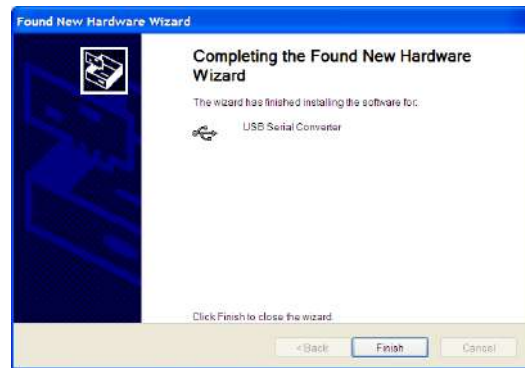 Found New Hardware Wizard
Completing the Found New Hardware
Wizard
The wizard has finished installing the software for:
USB Serial Converter
Click Finish to close the wizard.
< Back
Finish
Cancel